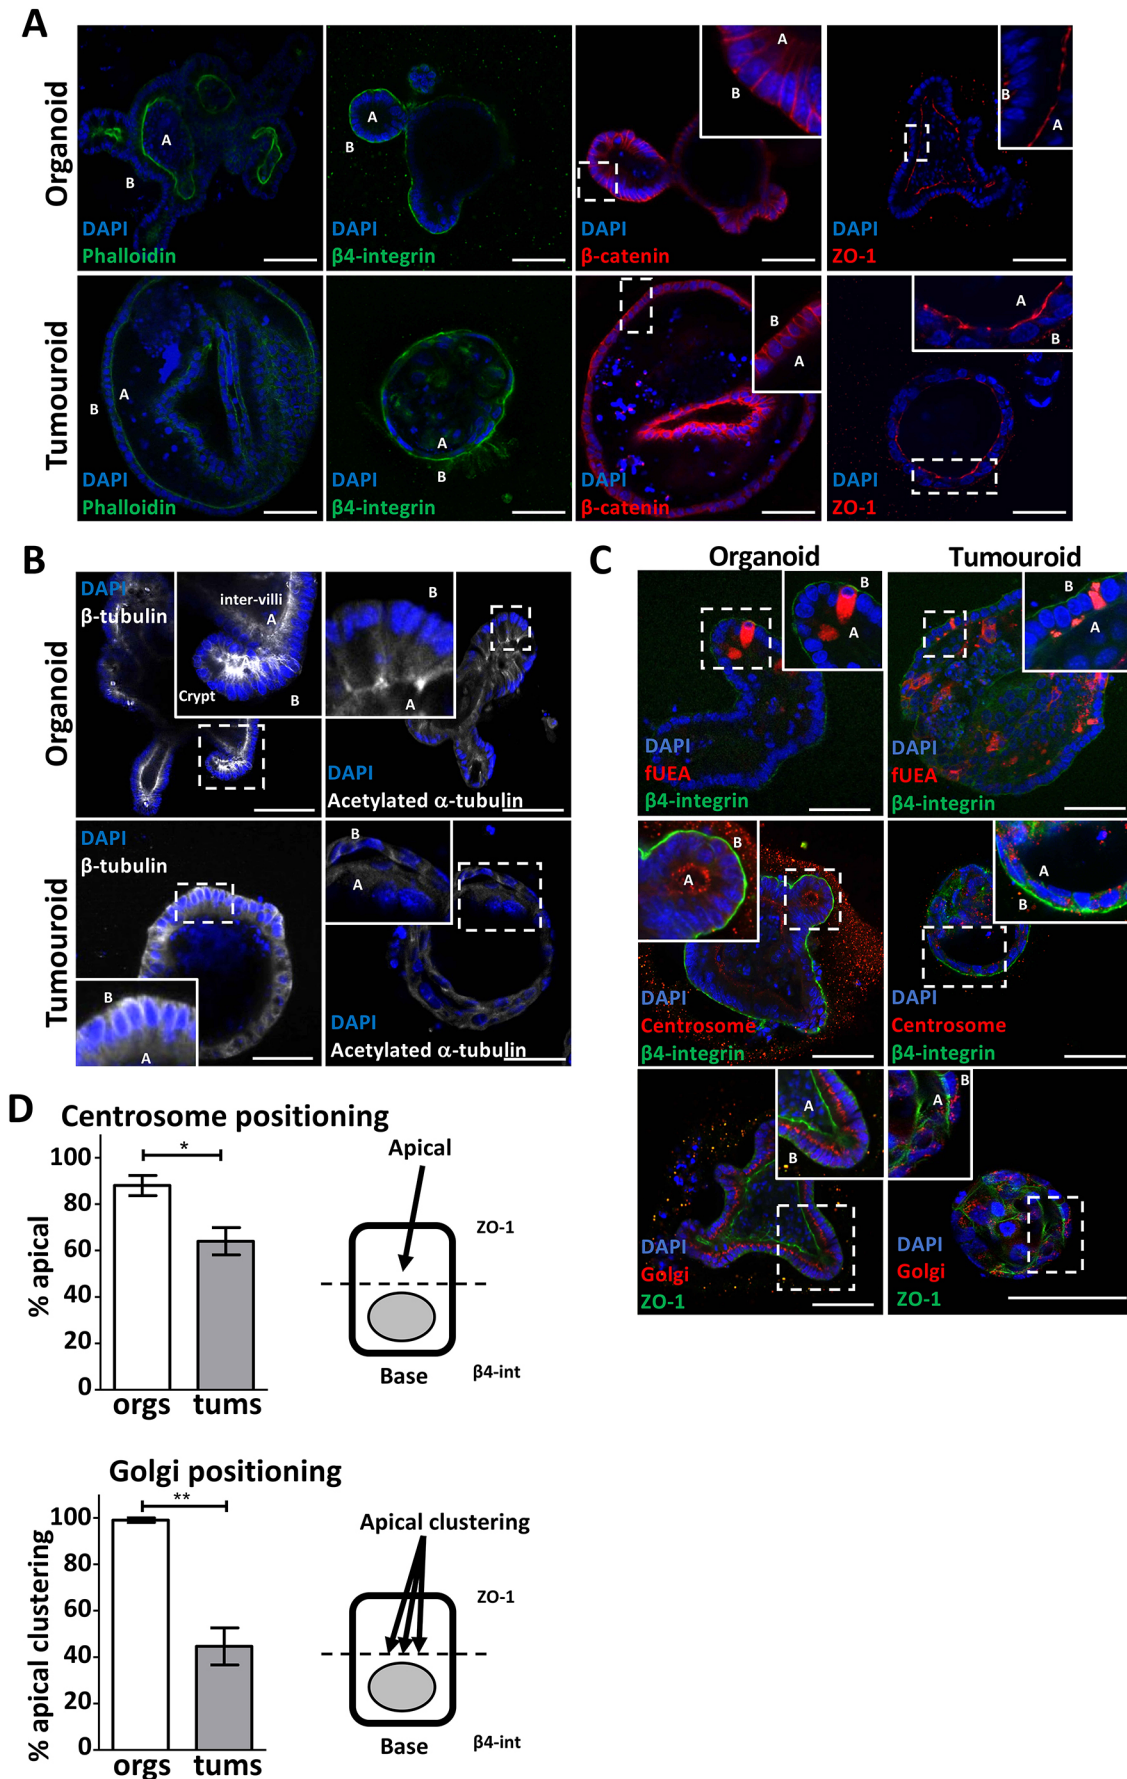 A
Organoid
A
B
DAPI
Phalloidin
A
B
DAPI
β4-integrin
A
B
DAPI
β-catenin
B
A
DAPI
ZO-1
Tumouroid
B
A
DAPI
Phalloidin
A
B
DAPI
β4-integrin
B
A
DAPI
β-catenin
A
B
DAPI
ZO-1
B
Organoid
DAPI
β-tubulin
inter-villi
A
A
Crypt
B
B
A
DAPI
Acetylated α-tubulin
Tumouroid
DAPI
β-tubulin
B
A
B
A
DAPI
Acetylated α-tubulin
C
Organoid
Tumouroid
B
A
DAPI
fUEA
β4-integrin
B
A
DAPI
fUEA
β4-integrin
B
A
DAPI
Centrosome
β4-integrin
A
B
DAPI
Centrosome
β4-integrin
A
B
DAPI
Golgi
ZO-1
B
A
DAPI
Golgi
ZO-1
D
Centrosome positioning
% apical
100
80
60
40
20
0
*
orgs
tums
Apical
ZO-1
Base
β4-int
Golgi positioning
% apical clustering
100
80
60
40
20
0
**
orgs
tums
Apical clustering
ZO-1
Base
β4-int